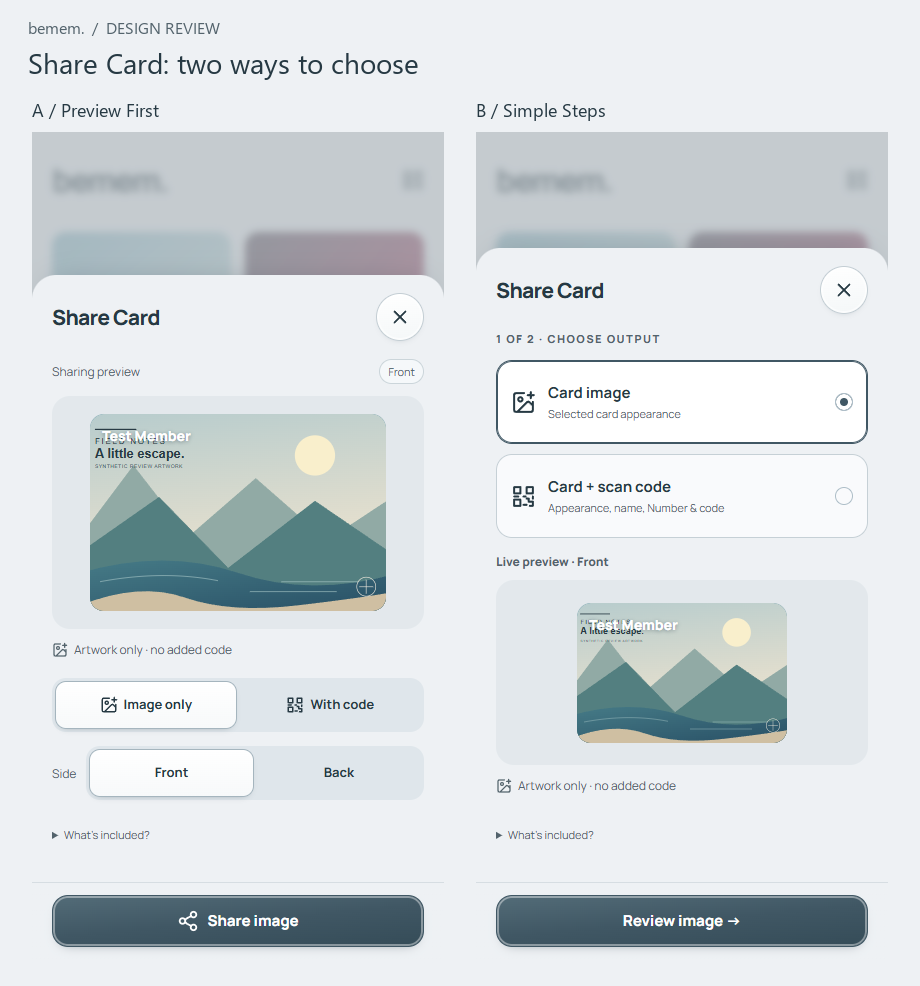 bemem. / DESIGN REVIEW
Share Card: two ways to choose
A / Preview First
bemem.
Share Card
Sharing preview
Front
FIELD NOTES
Test Member
A little escape.
SYNTHETIC REVIEW ARTWORK
Artwork only · no added code
Image only
With code
Side
Front
Back
▶ What's included?
Share image
B / Simple Steps
bemem.
Share Card
1 OF 2 · CHOOSE OUTPUT
Card image
Selected card appearance
Card + scan code
Appearance, name, Number & code
Live preview · Front
Test Member
A little escape.
Artwork only · no added code
▶ What's included?
Review image →